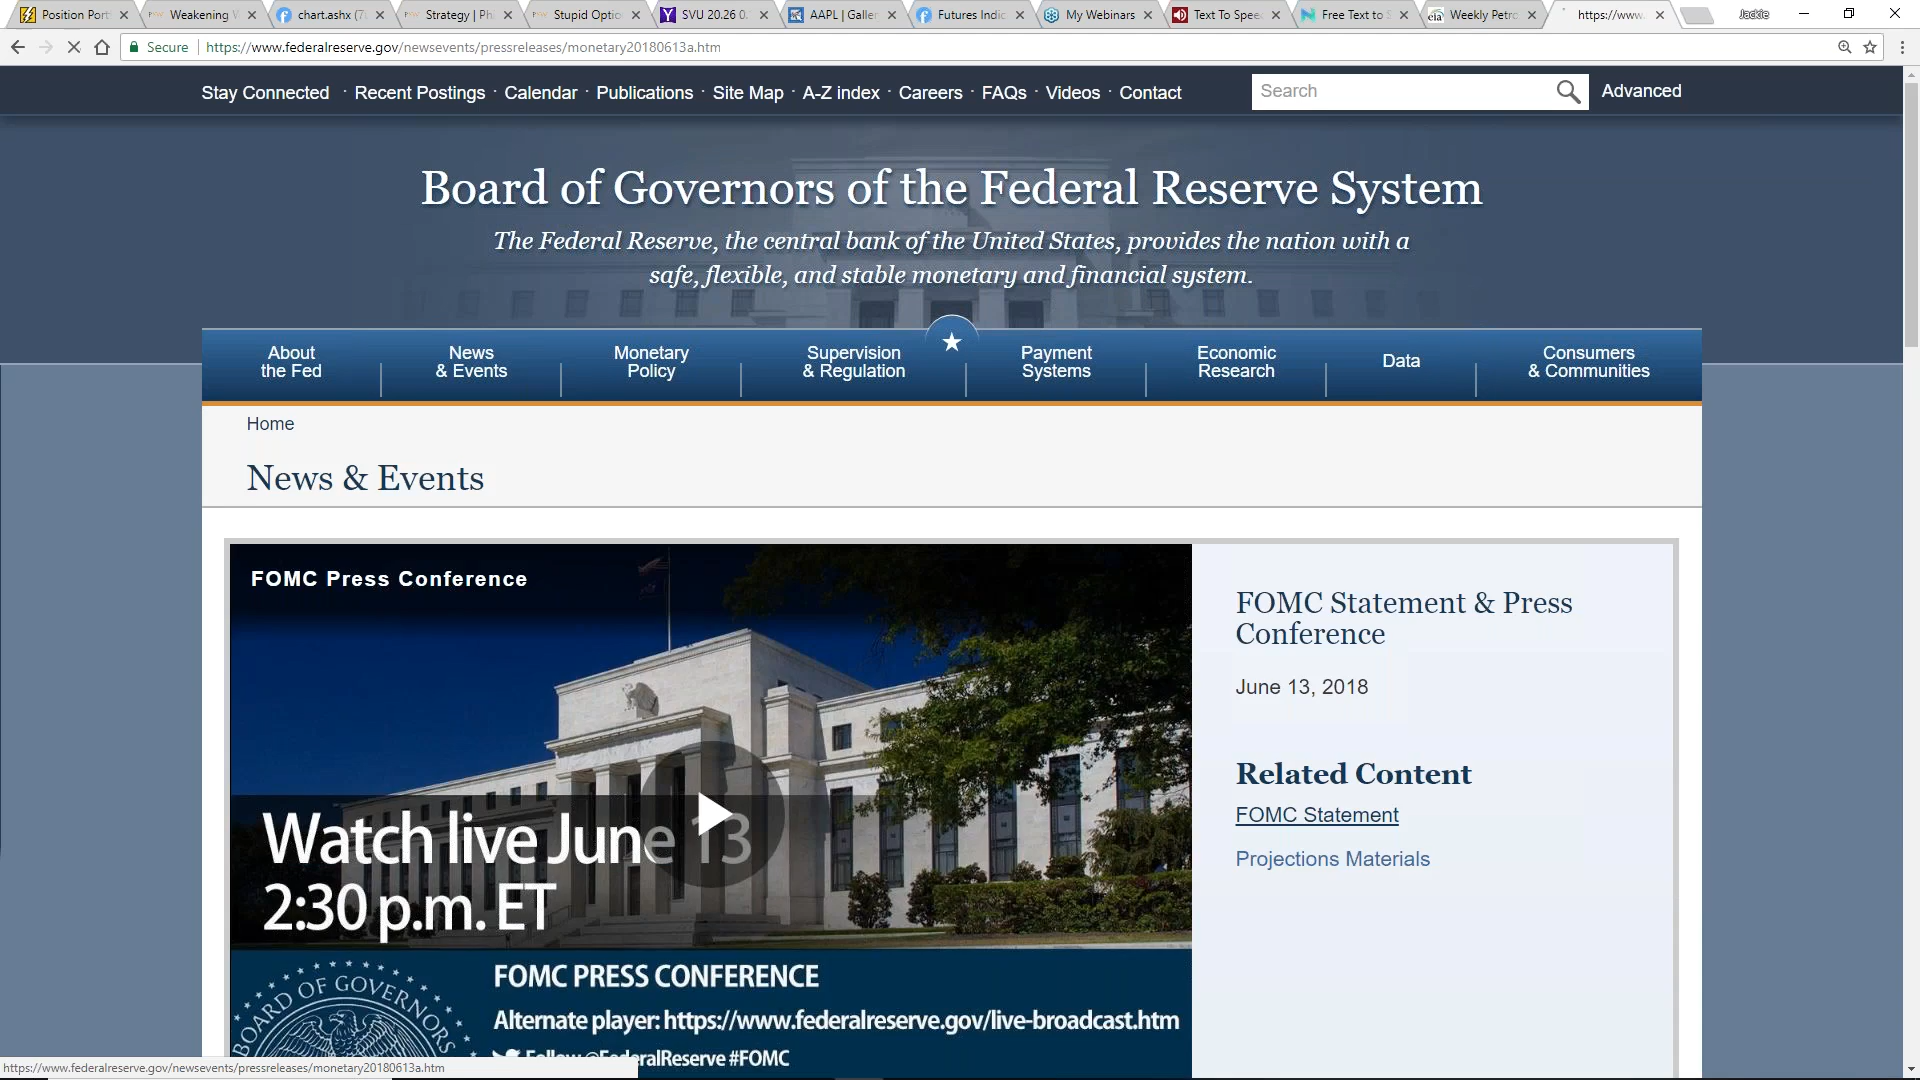 Position Port
Weakening
chart.ashx (7
Strategy | Ph
Stupid Optio
SVU 20.26 0.
AAPL | Galler
Futures Indic
My Webinars
Text To Spee
Free Text to S
eia Weekly Petro
https://www.
Jackie
Secure https://www.federalreserve.gov/newsevents/pressreleases/monetary20180613a.htm
Stay Connected · Recent Postings · Calendar · Publications · Site Map · A-Z index · Careers · FAQs · Videos · Contact
Search
Advanced
Board of Governors of the Federal Reserve System
The Federal Reserve, the central bank of the United States, provides the nation with a
safe, flexible, and stable monetary and financial system.
About
the Fed
News
& Events
Monetary
Policy
Supervision
& Regulation
Payment
Systems
Economic
Research
Data
Consumers
& Communities
Home
News & Events
FOMC Press Conference
Watch live June 13
2:30 p.m. ET
BOARD OF GOVERNORS
FOMC PRESS CONFERENCE
Alternate player: https://www.federalreserve.gov/live-broadcast.htm
Follow @FederalReserve #FOMC
FOMC Statement & Press
Conference
June 13, 2018
Related Content
FOMC Statement
Projections Materials
https://www.federalreserve.gov/newsevents/pressreleases/monetary20180613a.htm